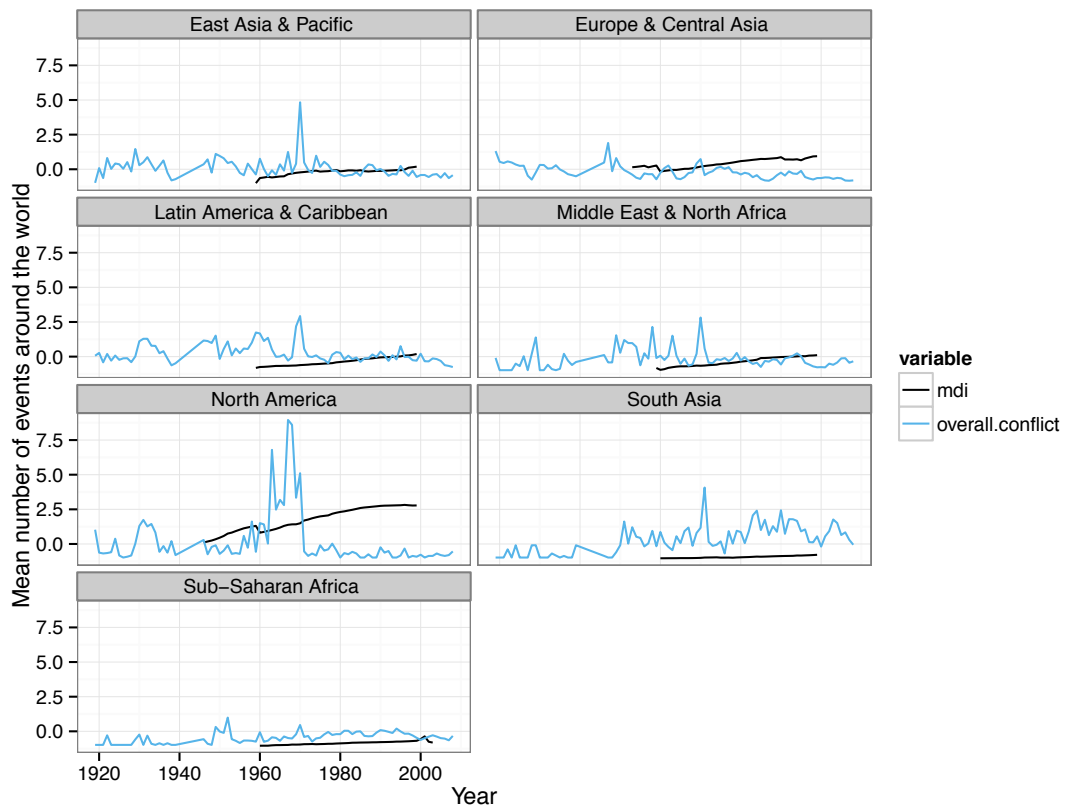 East Asia & Pacific
Europe & Central Asia
7.5
5.0
2.5
0.0
Latin America & Caribbean
Middle East & North Africa
7.5
5.0
2.5
0.0
North America
South Asia
7.5
5.0
2.5
0.0
Sub−Saharan Africa
7.5
5.0
2.5
0.0
1920 1940 1960 1980 2000
Year
Mean number of events around the world
variable
mdi
overall.conflict